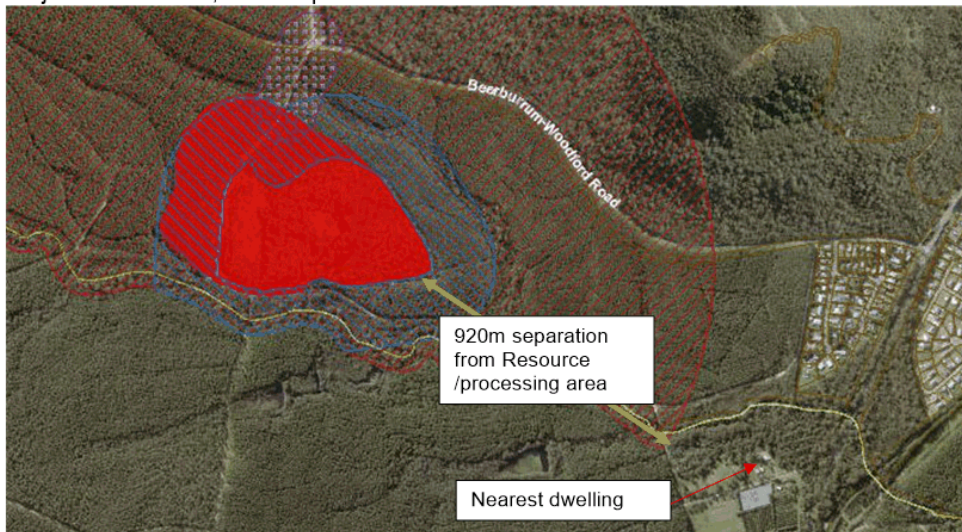 Beerburrum-Woodford Road
920m separation
from Resource
/processing area
Nearest dwelling